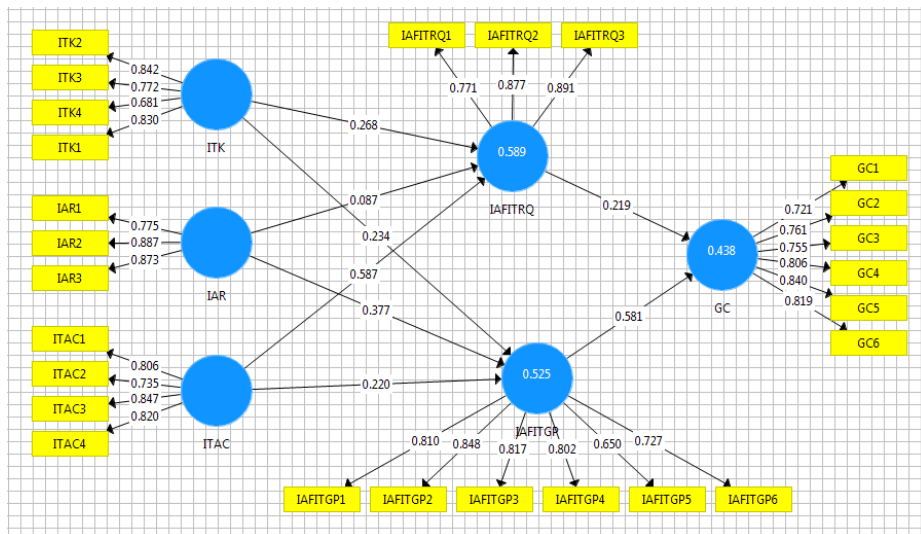 IAFITRQ1 IAFITRQ2 IAFITRQ3
ITK2
ITK3
ITK4
ITK1
0.842
0.772
0.681
0.830
ITK
0.771
0.877
0.891
0.268
0.589
IAFITRQ
0.087
0.234
IAR1
IAR2
IAR3
0.775
0.887
0.873
IAR
0.587
0.377
0.219
0.438
GC
0.581
GC1
GC2
GC3
GC4
GC5
GC6
0.721
0.761
0.755
0.806
0.840
0.819
ITAC1
ITAC2
ITAC3
ITAC4
0.806
0.735
0.847
0.820
ITAC
0.220
0.525
IAFITGP
0.810
0.848
0.817
0.802
0.650
0.727
IAFITGP1 IAFITGP2 IAFITGP3 IAFITGP4 IAFITGP5 IAFITGP6